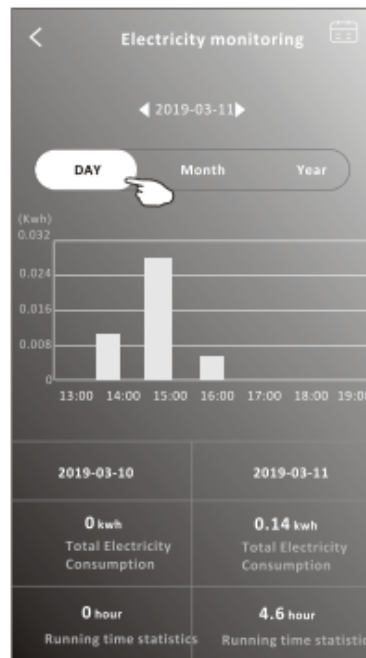 Electricity monitoring
2019-03-11
DAY Month Year
(Kwh)
0.032
0.024
0.016
0.008
0
13:00 14:00 15:00 16:00 17:00 18:00 19:00
2019-03-10 2019-03-11
0 kwh 0.14 kwh
Total Electricity Total Electricity
Consumption Consumption
0 hour 4.6 hour
Running time statistics Running time statistic